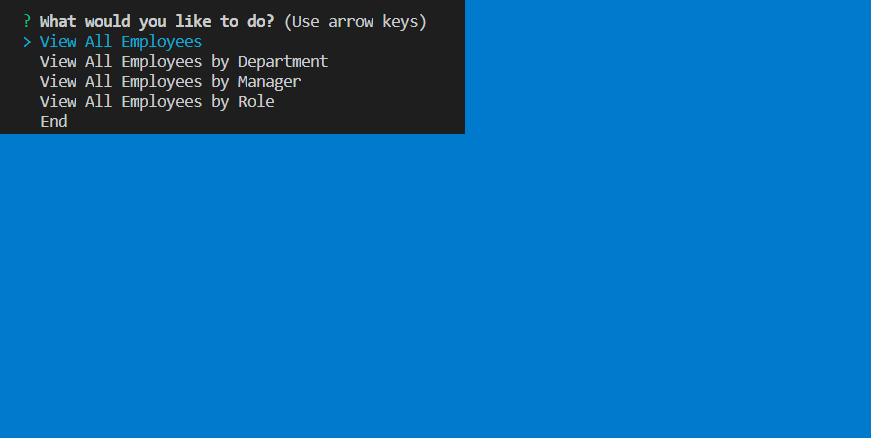 ? What would you like to do? (Use arrow keys)
> View All Employees
View All Employees by Department
View All Employees by Manager
View All Employees by Role
End